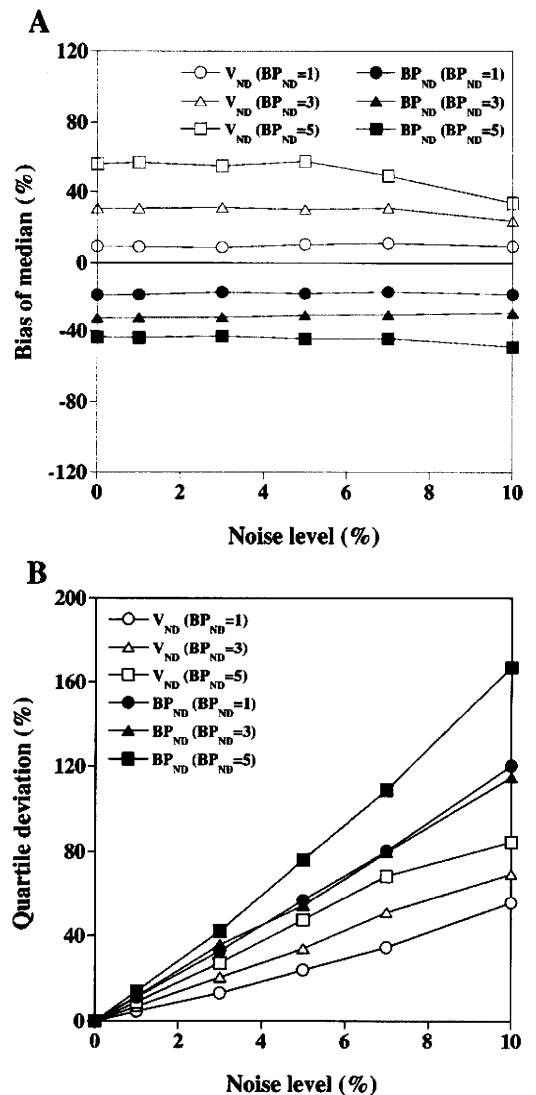 A
120
V_ND (BP_ND=1) BP_ND (BP_ND=1)
V_ND (BP_ND=3) BP_ND (BP_ND=3)
V_ND (BP_ND=5) BP_ND (BP_ND=5)
80
40
0
-40
-80
-120
Bias of median (%)
0 2 4 6 8 10
Noise level (%)
B
200
V_ND (BP_ND=1)
V_ND (BP_ND=3)
V_ND (BP_ND=5)
BP_ND (BP_ND=1)
BP_ND (BP_ND=3)
BP_ND (BP_ND=5)
160
120
80
40
0
Quartile deviation (%)
0 2 4 6 8 10
Noise level (%)